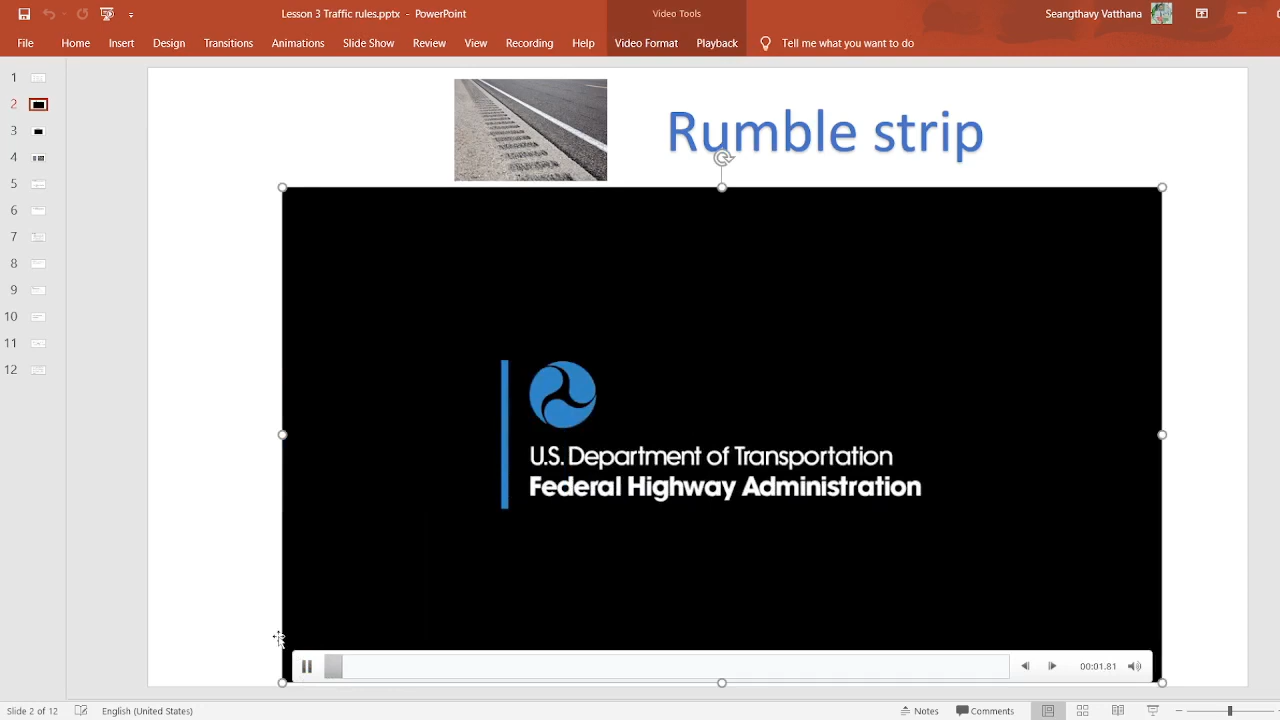 Lesson 3 Traffic rules.pptx - PowerPoint
Video Tools
Seangthavy Vatthana
File Home Insert Design Transitions Animations Slide Show Review View Recording Help Video Format Playback Tell me what you want to do
1
2
3
4
5
6
7
8
9
10
11
12
Rumble strip
U.S. Department of Transportation
Federal Highway Administration
00:01.81
Slide 2 of 12 English (United States) Notes Comments